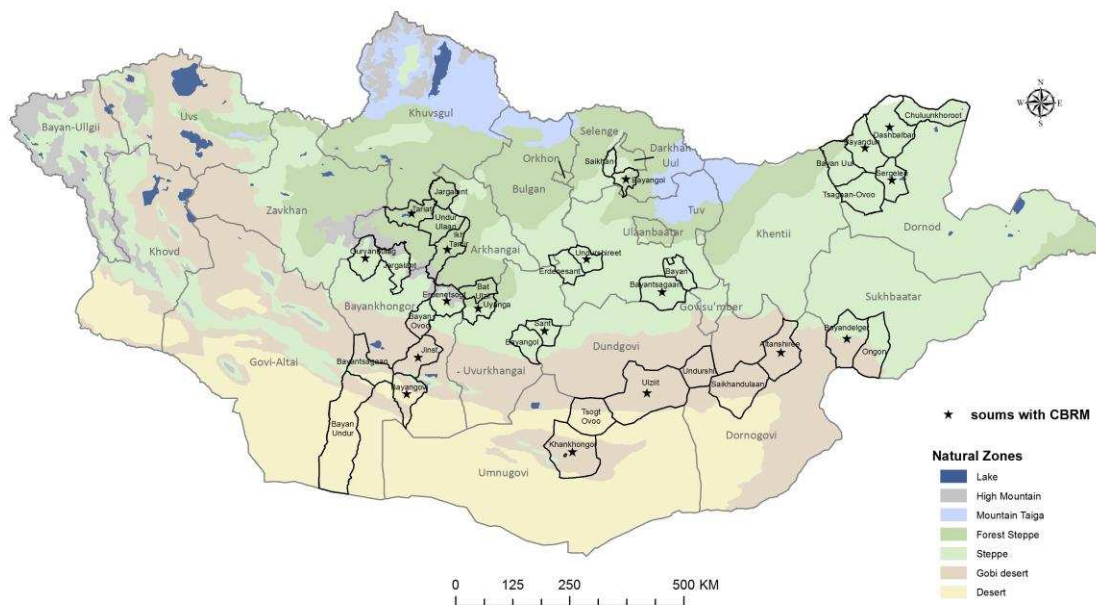 N
W E
S
Khuvsgul
Uvs
Bayan-Ullgii
Selenge
Darkhan
Uul
Chuluunkhoroot
Dashbalbar
Bayandun
Bayan Uul
Sergelen
Tsagaan-Ovoo
Saikhan
Orkhon
Bayangol
Bulgan
Tuv
Zavkhan
Jargalant
Tariat
Undur
Ulaan
Ikh
Tamir
Ulaanbaatar
Khentii
Dornod
Arkhangai
Khovd
Undurshireet
Erdenesant
Bayan
Bayantsagaan
Jargalant
Bat
Ulzii
Uyanga
Erdenetsogt
Bayankhongor
Gowsu'mber
Sukhbaatar
Bayan
Ovoo
Sant
Bayangol
Bayandelger
Ongon
Altanshiree
Dundgovi
Jinst
Bayantsagaan
Govi-Altai
Uvurkhangai
Undurshil
Ulziit
Saikhandulaan
Bayangovi
Tsogt
Ovoo
Bayan
Undur
Dornogovi
Khankhongor
Umnugovi
soums with CBRM
Natural Zones
Lake
High Mountain
Mountain Taiga
Forest Steppe
Steppe
Gobi desert
Desert
0 125 250 500 KM